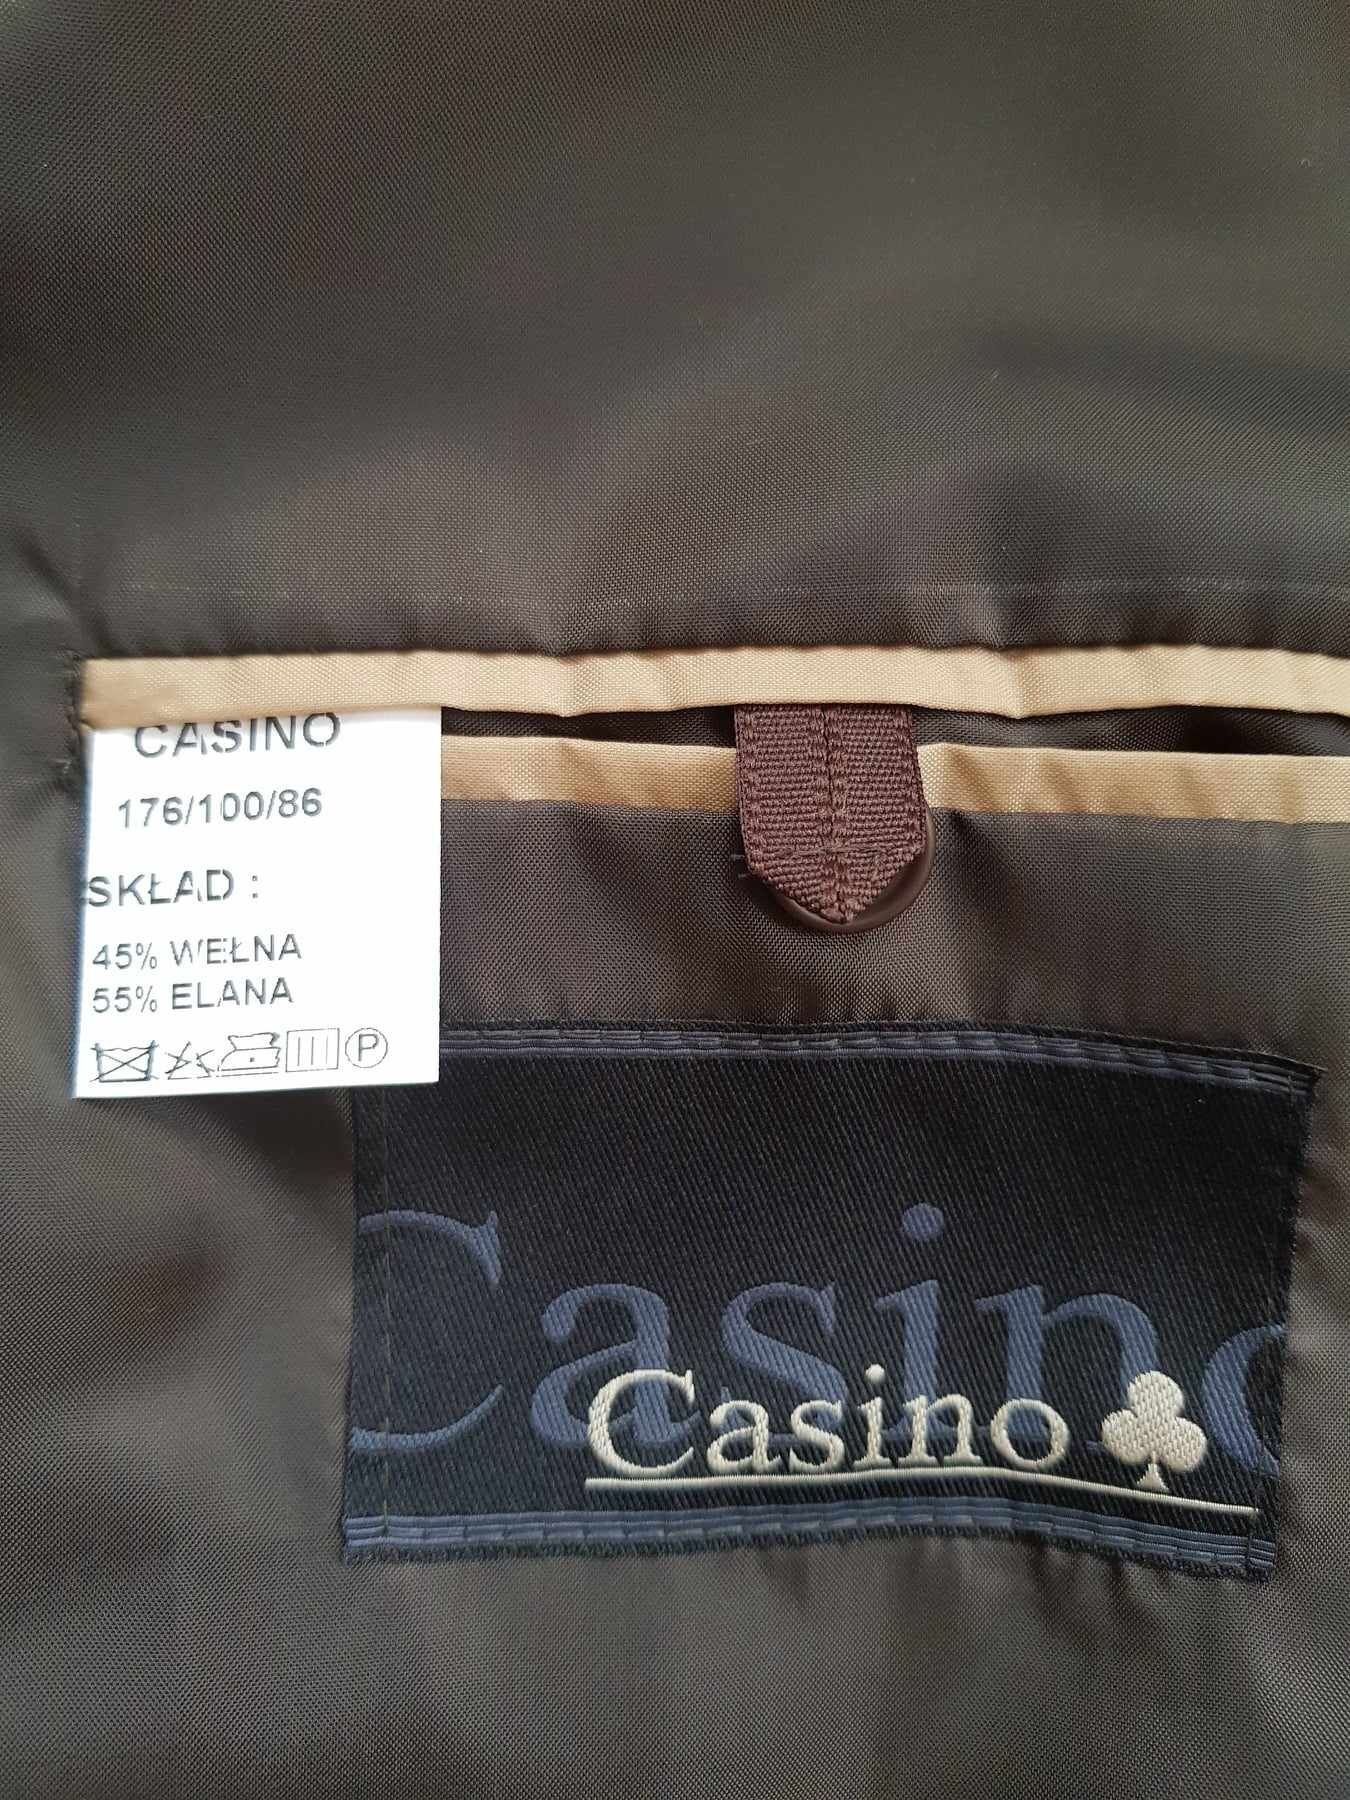 CASINO
176/100/86
SKŁAD :
45% WEŁNA
55% ELANA
P
Casino
Casino